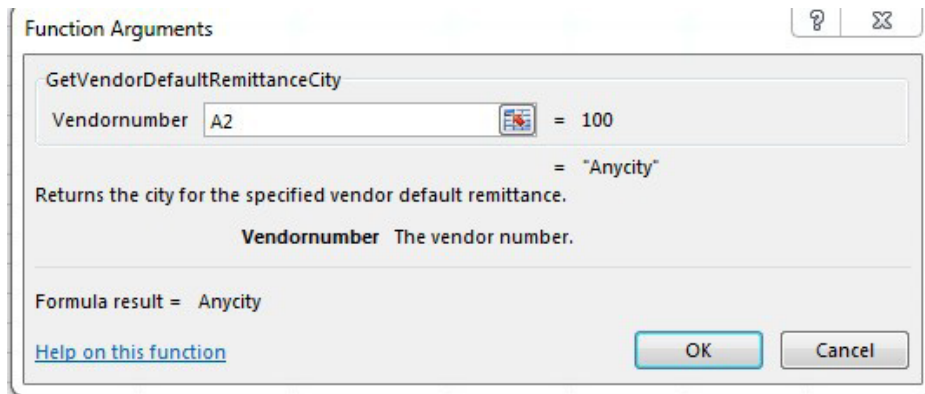 Function Arguments
GetVendorDefaultRemittanceCity
Vendornumber A2 = 100
= "Anycity"
Returns the city for the specified vendor default remittance.
Vendornumber The vendor number.
Formula result = Anycity
Help on this function OK Cancel